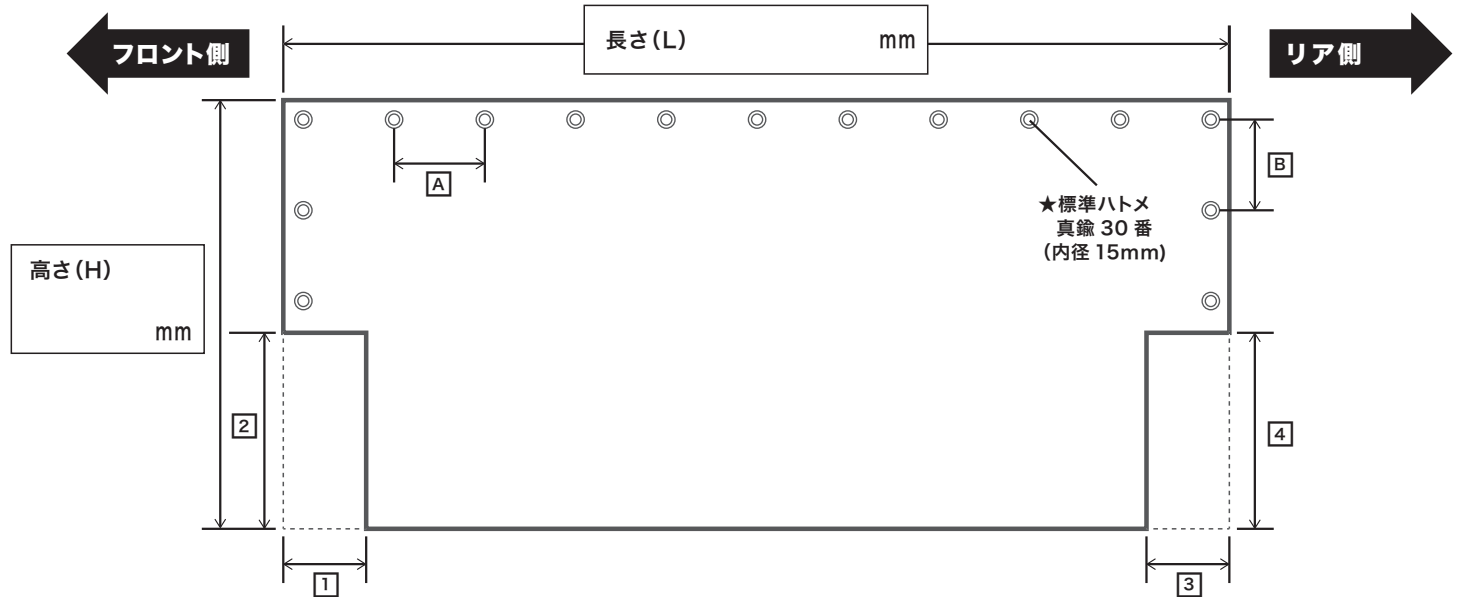 フロント側
長さ(L) mm
リア側
A
B
★標準ハトメ
真鍮 30 番
(内径 15mm)
高さ(H)
mm
2
4
1
3